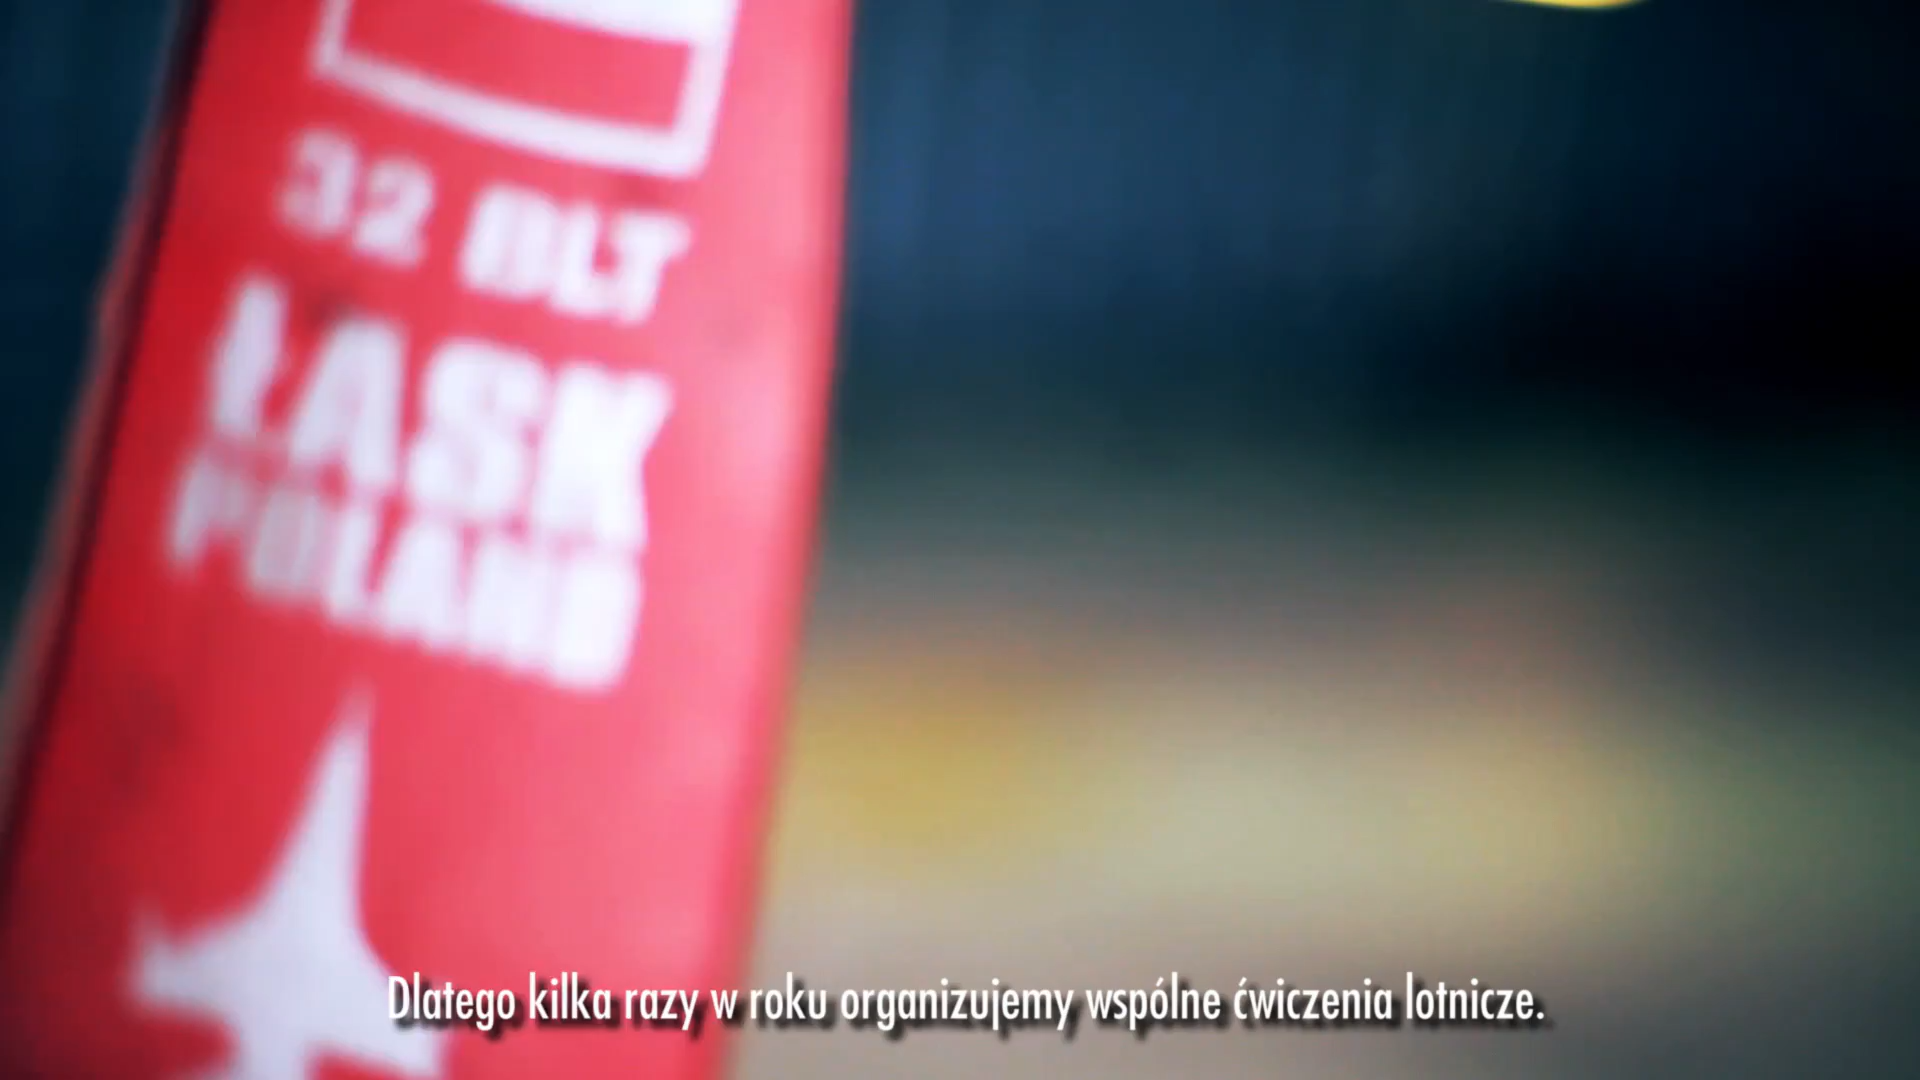 32 BLT
ŁASK
POLAND
Dlatego kilka razy w roku organizujemy wspólne ćwiczenia lotnicze.